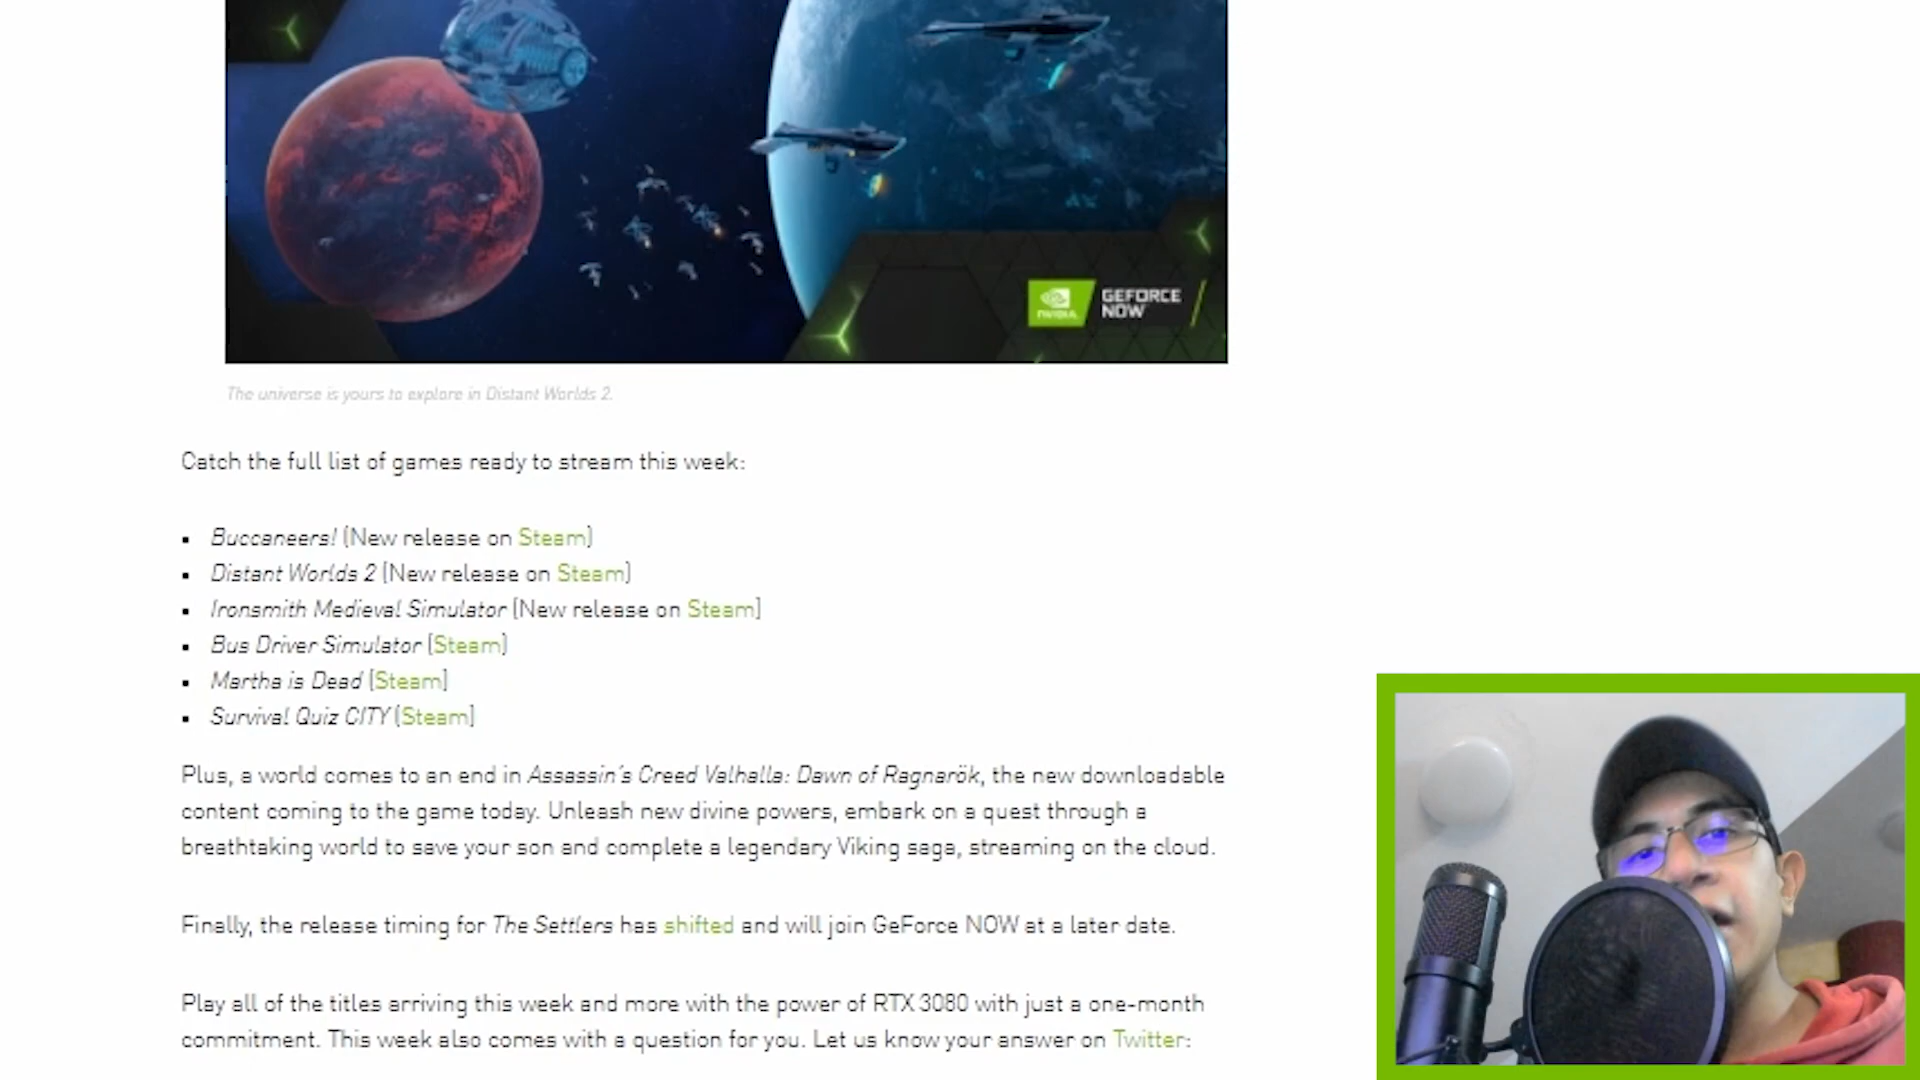 NVIDIA
GEFORCE
NOW
The universe is yours to explore in Distant Worlds 2.
Catch the full list of games ready to stream this week:
▪ Buccaneers! (New release on Steam)
▪ Distant Worlds 2 (New release on Steam)
▪ Ironsmith Medieval Simulator (New release on Steam)
▪ Bus Driver Simulator (Steam)
▪ Martha is Dead (Steam)
▪ Survival Quiz CITY (Steam)
Plus, a world comes to an end in Assassin's Creed Valhalla: Dawn of Ragnarök, the new downloadable
content coming to the game today. Unleash new divine powers, embark on a quest through a
breathtaking world to save your son and complete a legendary Viking saga, streaming on the cloud.
Finally, the release timing for The Settlers has shifted and will join GeForce NOW at a later date.
Play all of the titles arriving this week and more with the power of RTX 3080 with just a one-month
commitment. This week also comes with a question for you. Let us know your answer on Twitter: